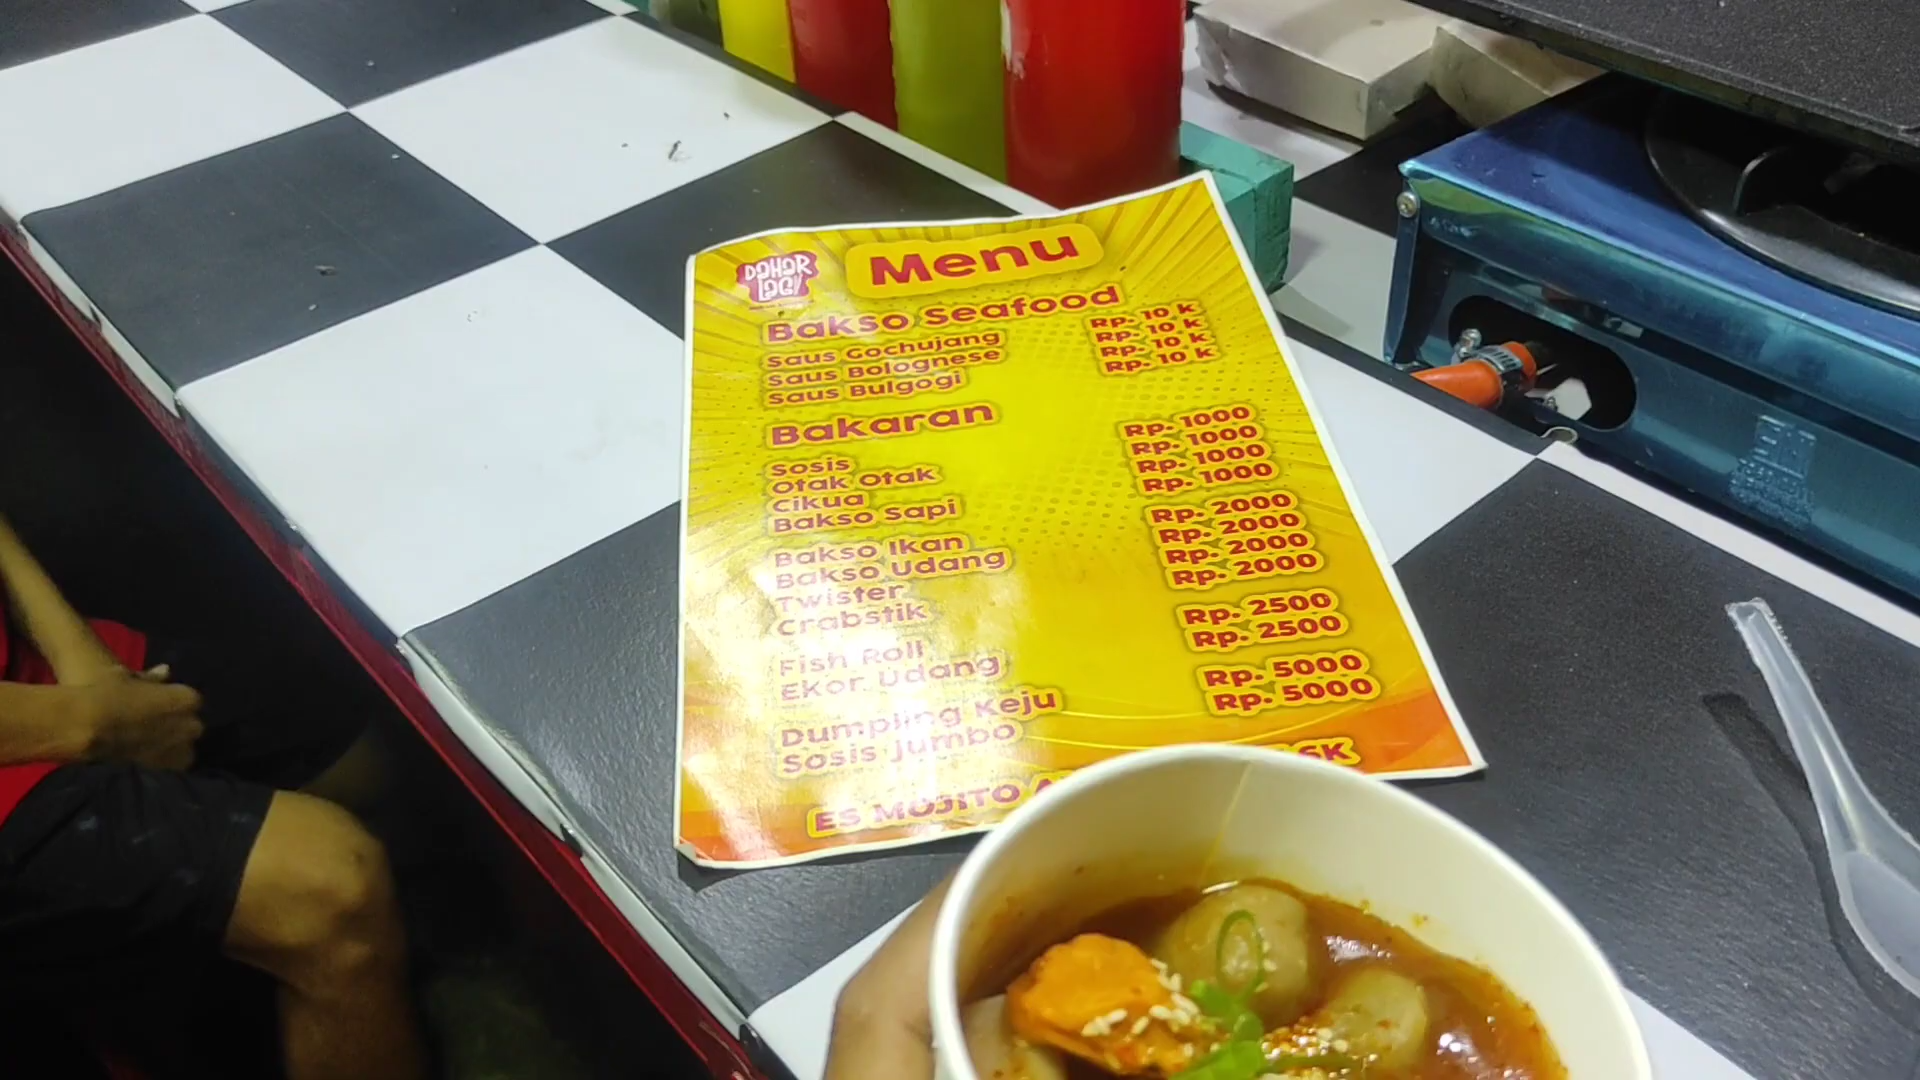 DOHOR
LAGI
Menu
Bakso Seafood Rp. 10 k
Saus Gochujang Rp. 10 k
Saus Bolognese Rp. 10 k
Saus Bulgogi Rp. 10 k
Bakaran
Sosis Rp. 1000
Otak Otak Rp. 1000
Cikua Rp. 1000
Bakso Sapi Rp. 1000
Bakso Ikan Rp. 2000
Bakso Udang Rp. 2000
Twister Rp. 2000
Crabstik Rp. 2000
Fish Roll Rp. 2500
Ekor Udang Rp. 2500
Dumpling Keju Rp. 5000
Sosis Jumbo Rp. 5000
ES MOJITO